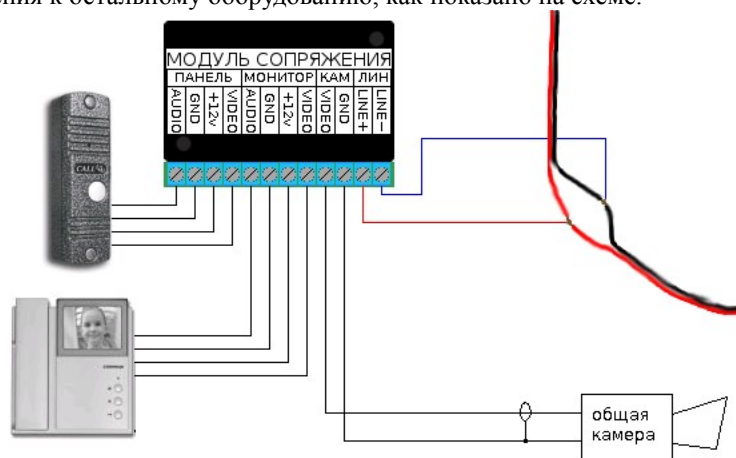 ния к остальному оборудованию, как показано на схеме.
МОДУЛЬ СОПРЯЖЕНИЯ
ПАНЕЛЬ МОНИТОР КАМ ЛИН
AUDIO GND +12v VIDEO AUDIO GND +12v VIDEO VIDEO GND LINE+ LINE−
общая
камера